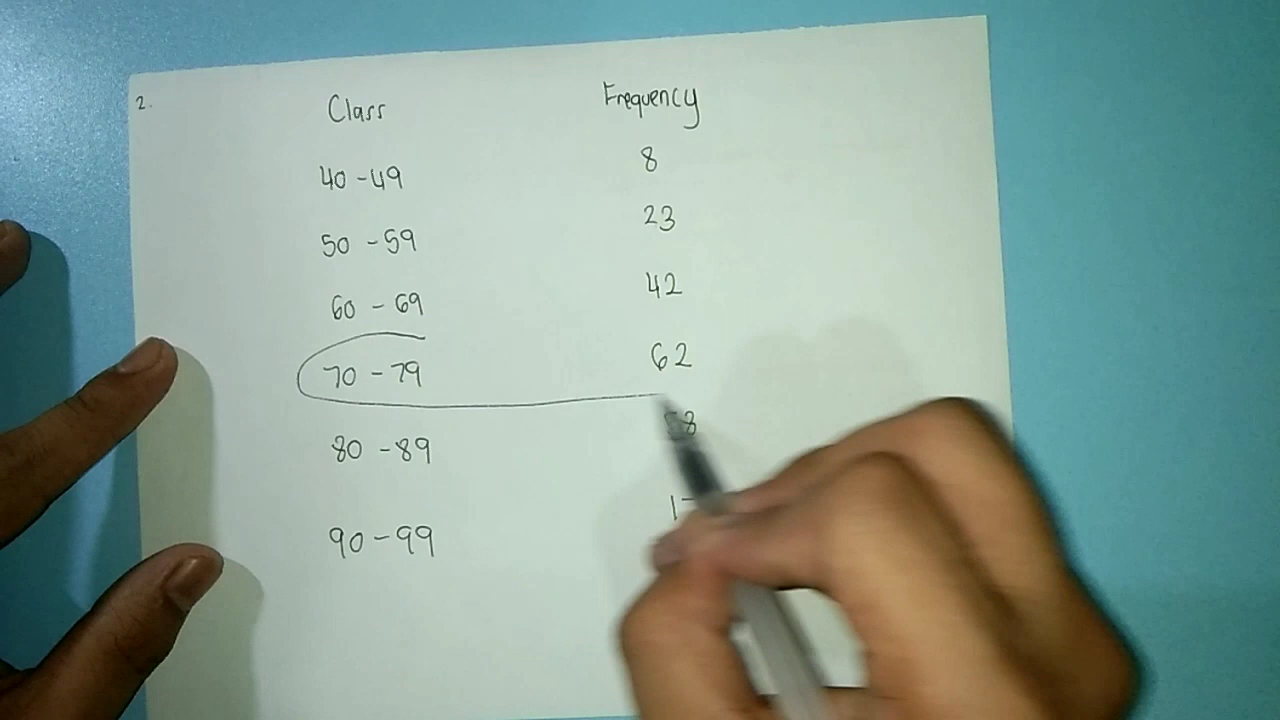 2.
Class Frequency
40 - 49 8
50 - 59 23
60 - 69 42
70 - 79 62
80 - 89
90 - 99